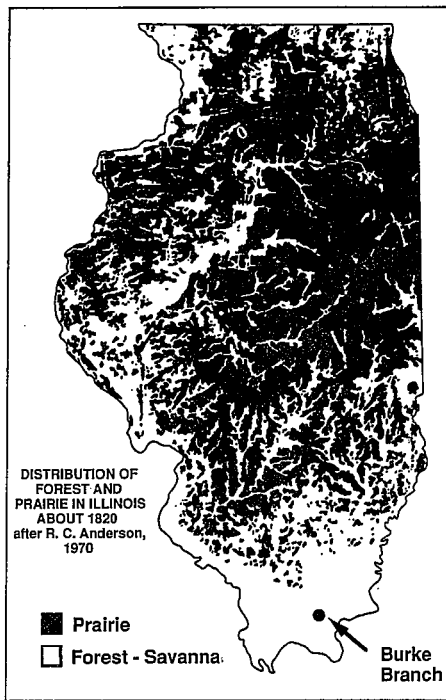 DISTRIBUTION OF
FOREST AND
PRAIRIE IN ILLINOIS
ABOUT 1820
after R. C. Anderson,
1970
Prairie
Forest - Savanna
Burke
Branch